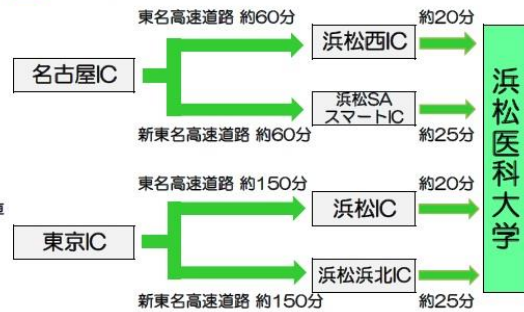 東名高速道路 約60分
約20分
名古屋IC
浜松西IC
浜松SA
スマートIC
新東名高速道路 約60分
約25分
東名高速道路 約150分
約20分
東京IC
浜松IC
浜松浜北IC
新東名高速道路 約150分
約25分
浜松医科大学